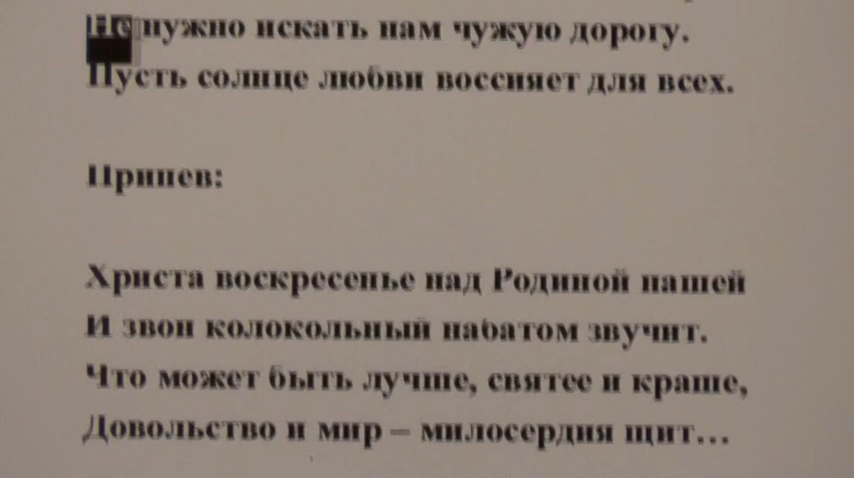 Не нужно искать нам чужую дорогу.
Пусть солнце любви воссияет для всех.
Припев:
Христа воскресенье над Родиной нашей
И звон колокольный набатом звучит.
Что может быть лучше, святее и краше,
Довольство и мир – милосердия щит…